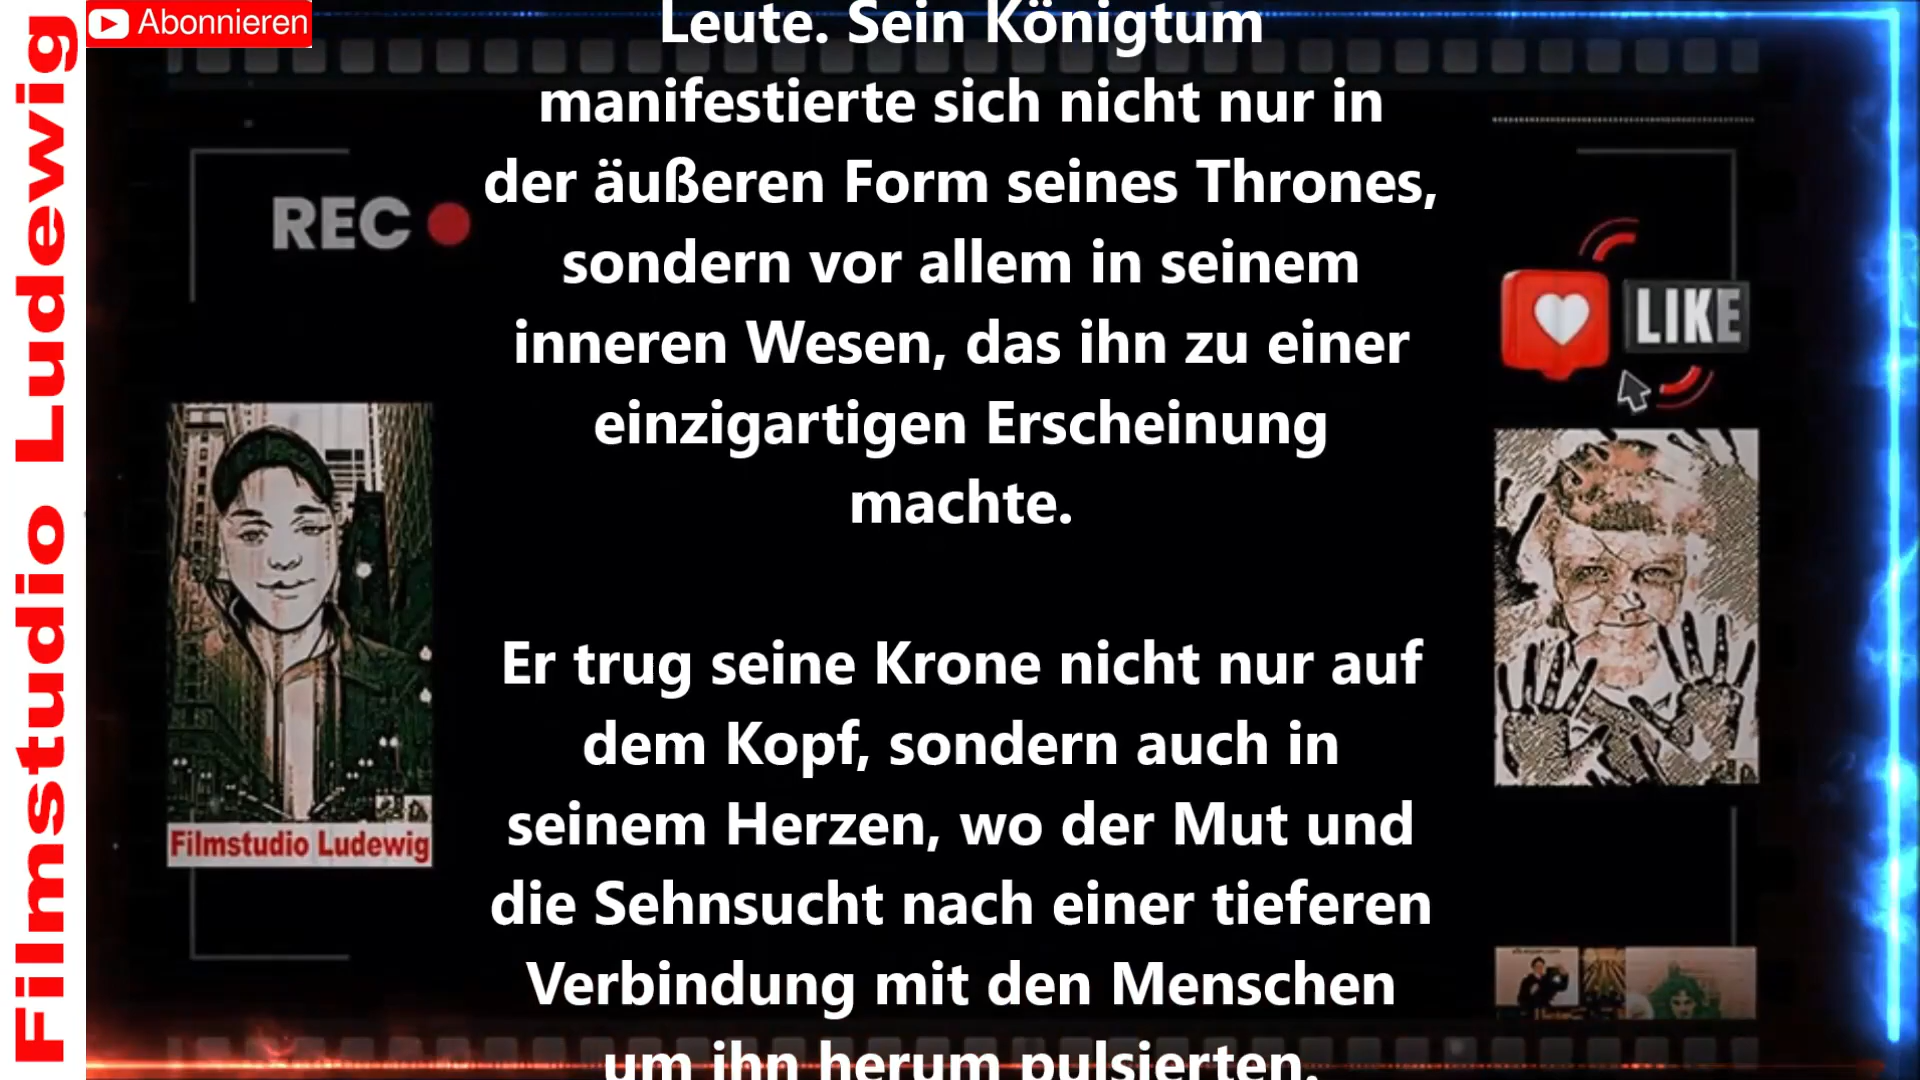 Filmstudio Ludewig
Abonnieren
Leute. Sein Königtum
manifestierte sich nicht nur in
der äußeren Form seines Thrones,
sondern vor allem in seinem
inneren Wesen, das ihn zu einer
einzigartigen Erscheinung
machte.
Er trug seine Krone nicht nur auf
dem Kopf, sondern auch in
seinem Herzen, wo der Mut und
die Sehnsucht nach einer tieferen
Verbindung mit den Menschen
um ihn herum pulsierten.
REC
LIKE
Filmstudio Ludewig